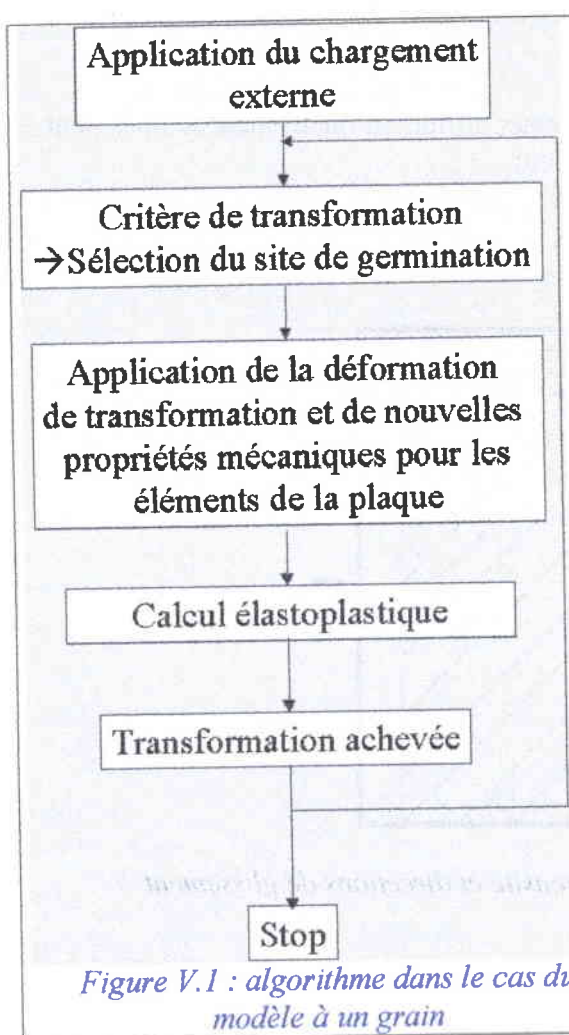 Application du chargement
externe
Critère de transformation
→Sélection du site de germination
Application de la déformation
de transformation et de nouvelles
propriétés mécaniques pour les
éléments de la plaque
Calcul élastoplastique
Transformation achevée
Stop
Figure V.1 : algorithme dans le cas du
modèle à un grain